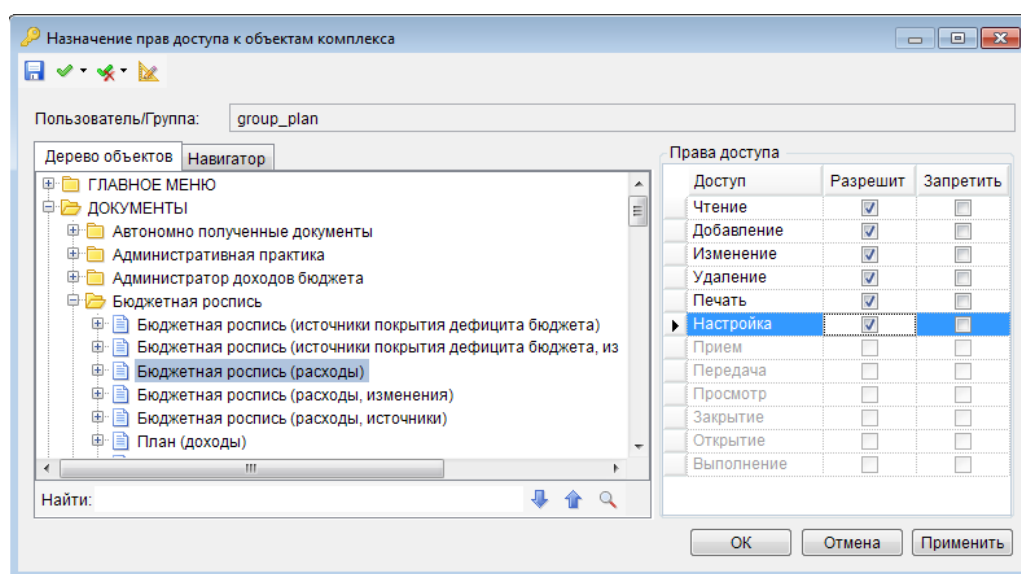 Назначение прав доступа к объектам комплекса
Пользователь/Группа: group_plan
Дерево объектов Навигатор
ГЛАВНОЕ МЕНЮ
ДОКУМЕНТЫ
Автономно полученные документы
Административная практика
Администратор доходов бюджета
Бюджетная роспись
Бюджетная роспись (источники покрытия дефицита бюджета)
Бюджетная роспись (источники покрытия дефицита бюджета, из
Бюджетная роспись (расходы)
Бюджетная роспись (расходы, изменения)
Бюджетная роспись (расходы, источники)
План (доходы)
Найти:
Права доступа
Доступ Разрешит Запретить
Чтение
Добавление
Изменение
Удаление
Печать
Настройка
Прием
Передача
Просмотр
Закрытие
Открытие
Выполнение
ОК Отмена Применить